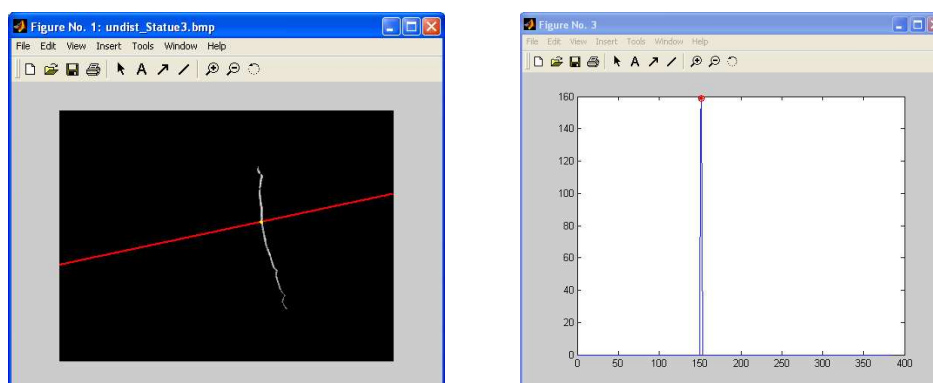 Figure No. 1: undist_Statue3.bmp
File Edit View Insert Tools Window Help
A
Figure No. 3
File Edit View Insert Tools Window Help
A
160
140
120
100
80
60
40
20
0
0 50 100 150 200 250 300 350 400